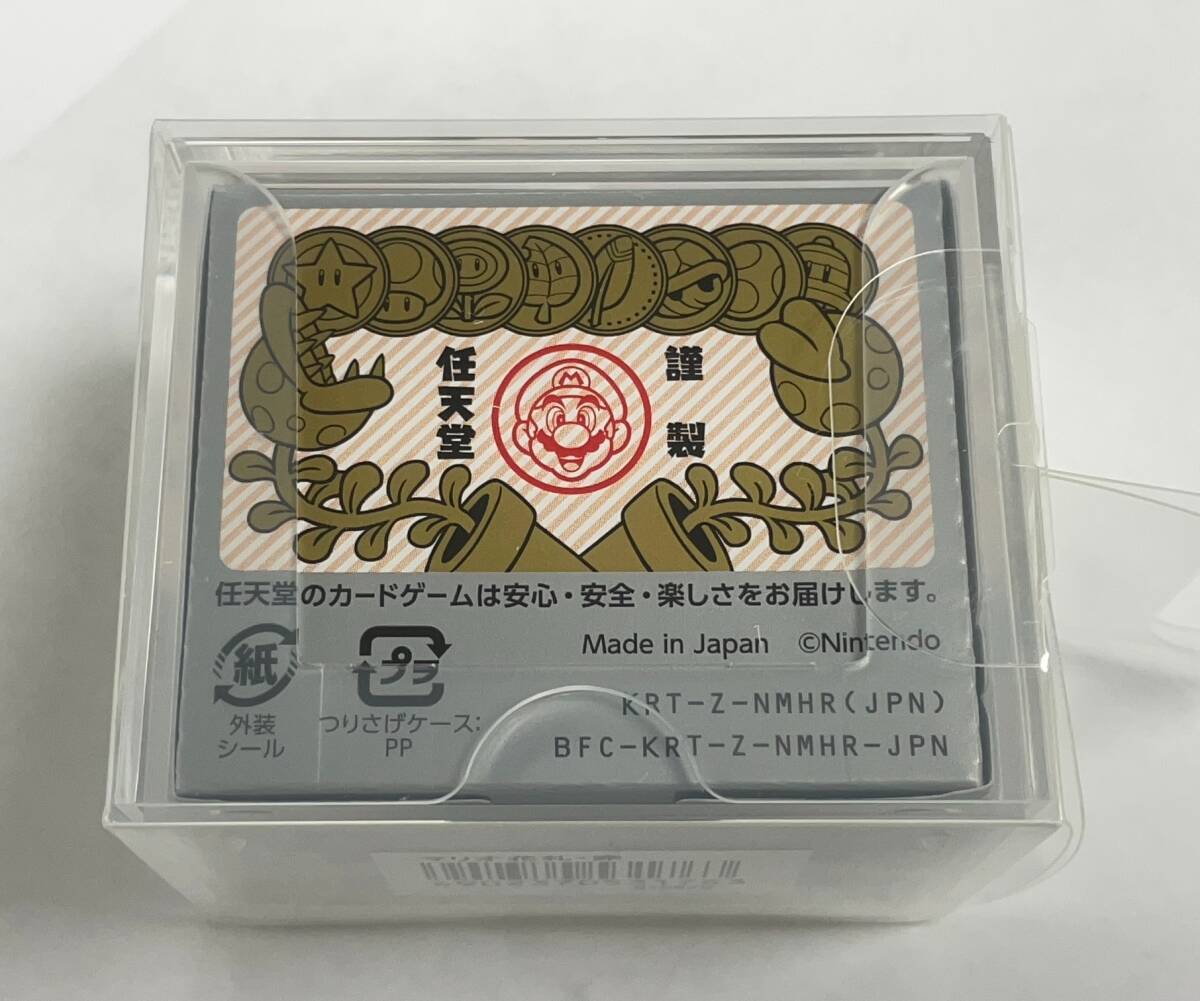 任天堂
謹製
M
任天堂のカードゲームは安心・安全・楽しさをお届けします。
紙
外装
シール
プラ
つりさげケース:
PP
Made in Japan ©Nintendo
KRT-Z-NMHR(JPN)
BFC-KRT-Z-NMHR-JPN